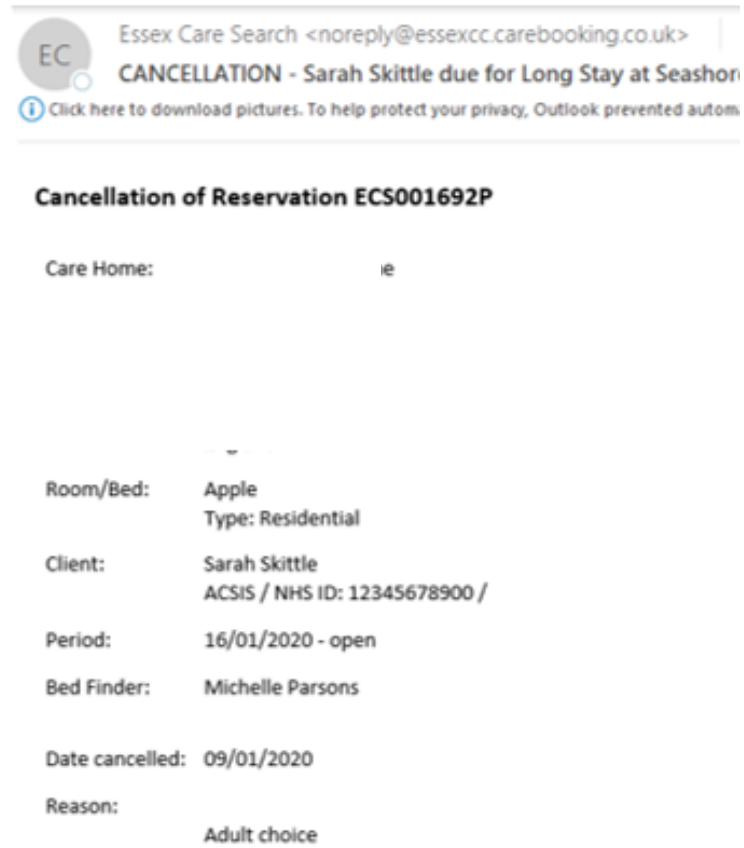 EC
Essex Care Search <noreply@essexcc.carebooking.co.uk>
CANCELLATION - Sarah Skittle due for Long Stay at Seashor
Click here to download pictures. To help protect your privacy, Outlook prevented autom
Cancellation of Reservation ECS001692P
Care Home:
Room/Bed: Apple
Type: Residential
Client: Sarah Skittle
ACSIS / NHS ID: 12345678900 /
Period: 16/01/2020 - open
Bed Finder: Michelle Parsons
Date cancelled: 09/01/2020
Reason:
Adult choice